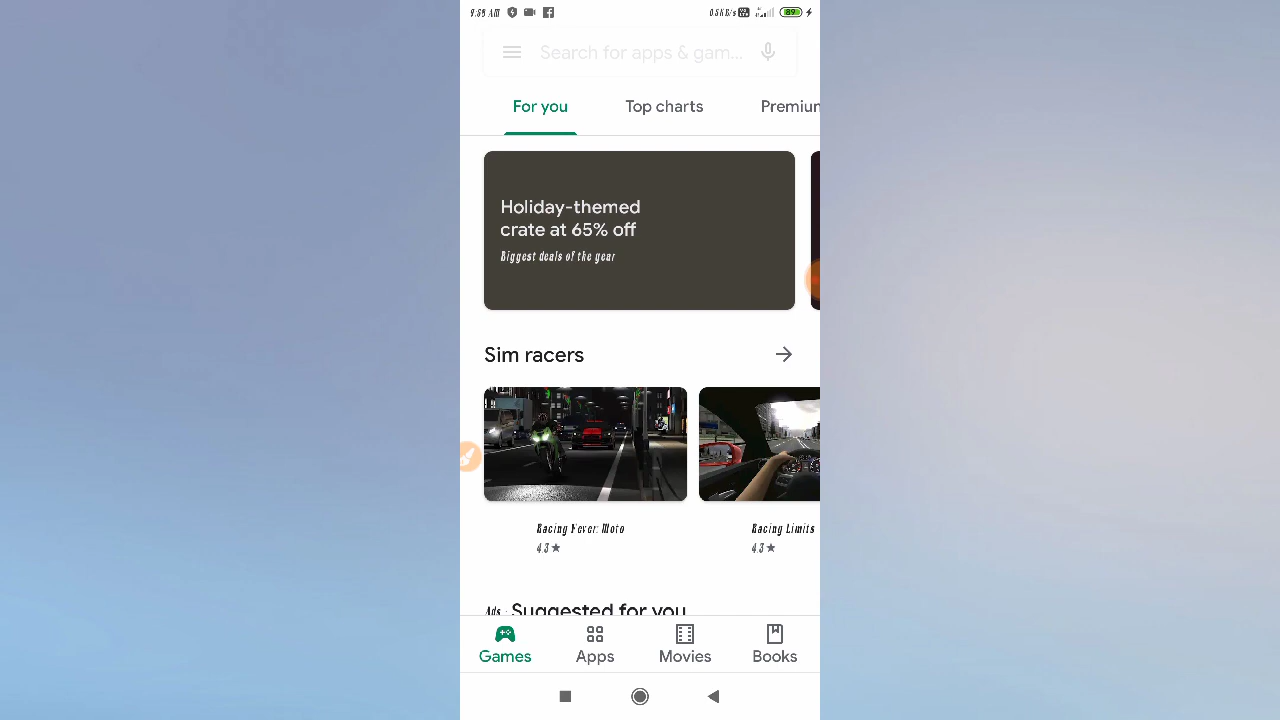 9:58 AM
89
Search for apps & gam...
For you Top charts Premium
Holiday-themed
crate at 65% off
Biggest deals of the year
Sim racers
Racing Fever: Moto Racing Limits
4.3★ 4.3★
Ads · Suggested for you
Games Apps Movies Books